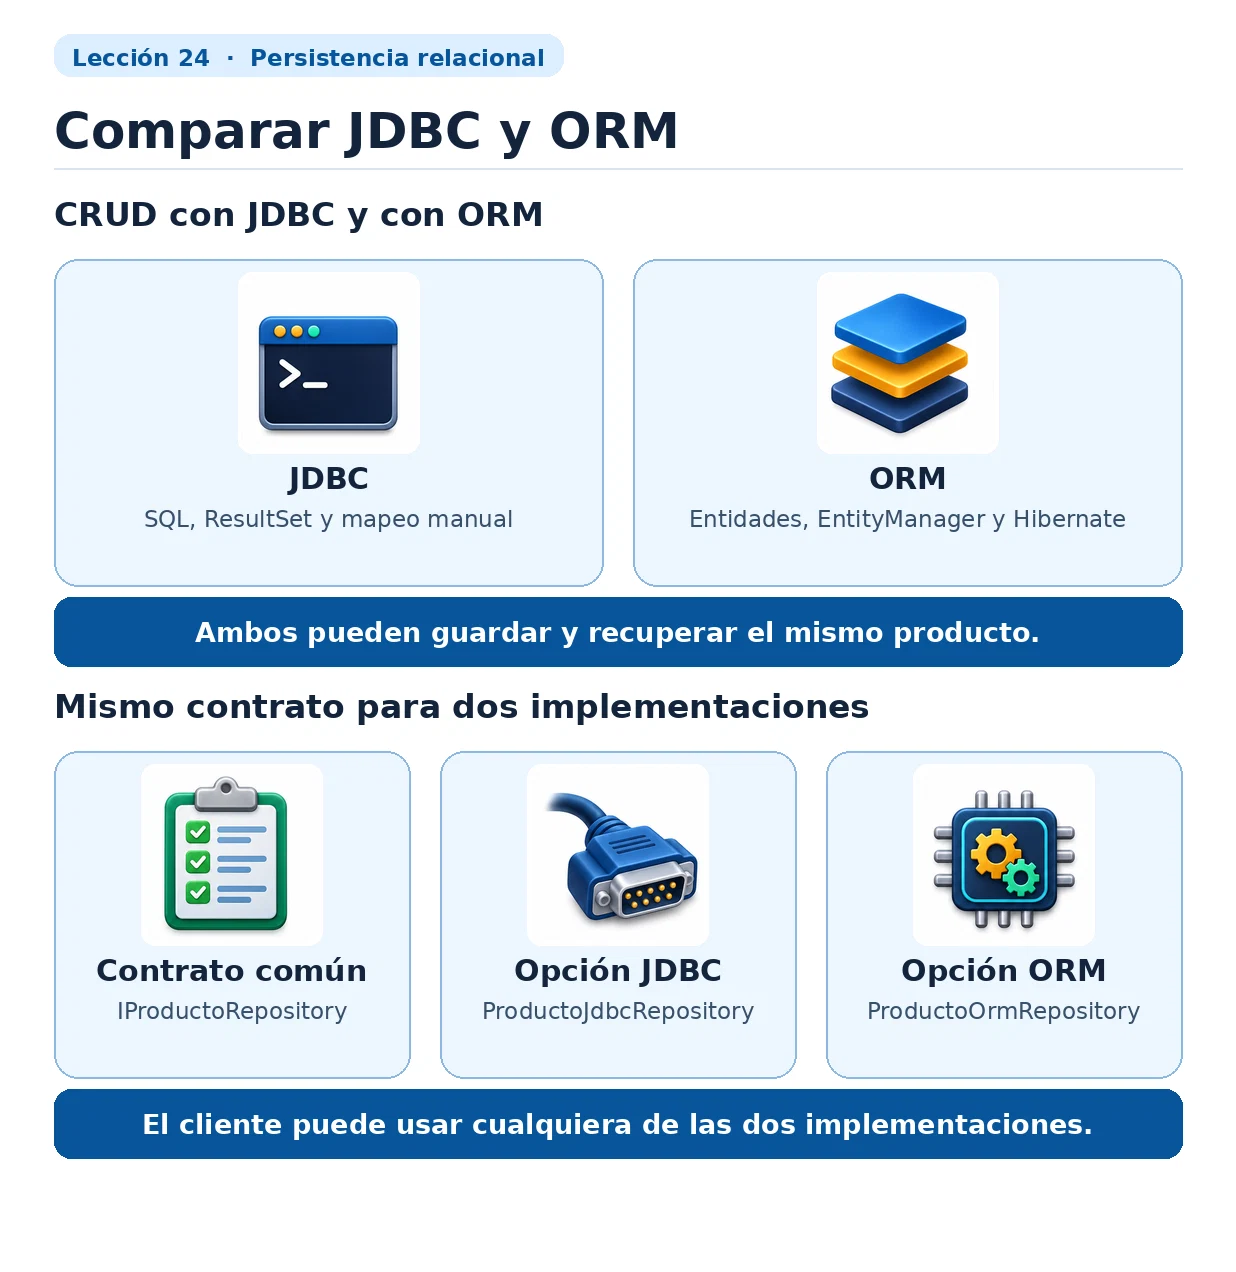 Lección 24 · Persistencia relacional
Comparar JDBC y ORM
CRUD con JDBC y con ORM
JDBC
SQL, ResultSet y mapeo manual
ORM
Entidades, EntityManager y Hibernate
Ambos pueden guardar y recuperar el mismo producto.
Mismo contrato para dos implementaciones
Contrato común
IProductoRepository
Opción JDBC
ProductoJdbcRepository
Opción ORM
ProductoOrmRepository
El cliente puede usar cualquiera de las dos implementaciones.